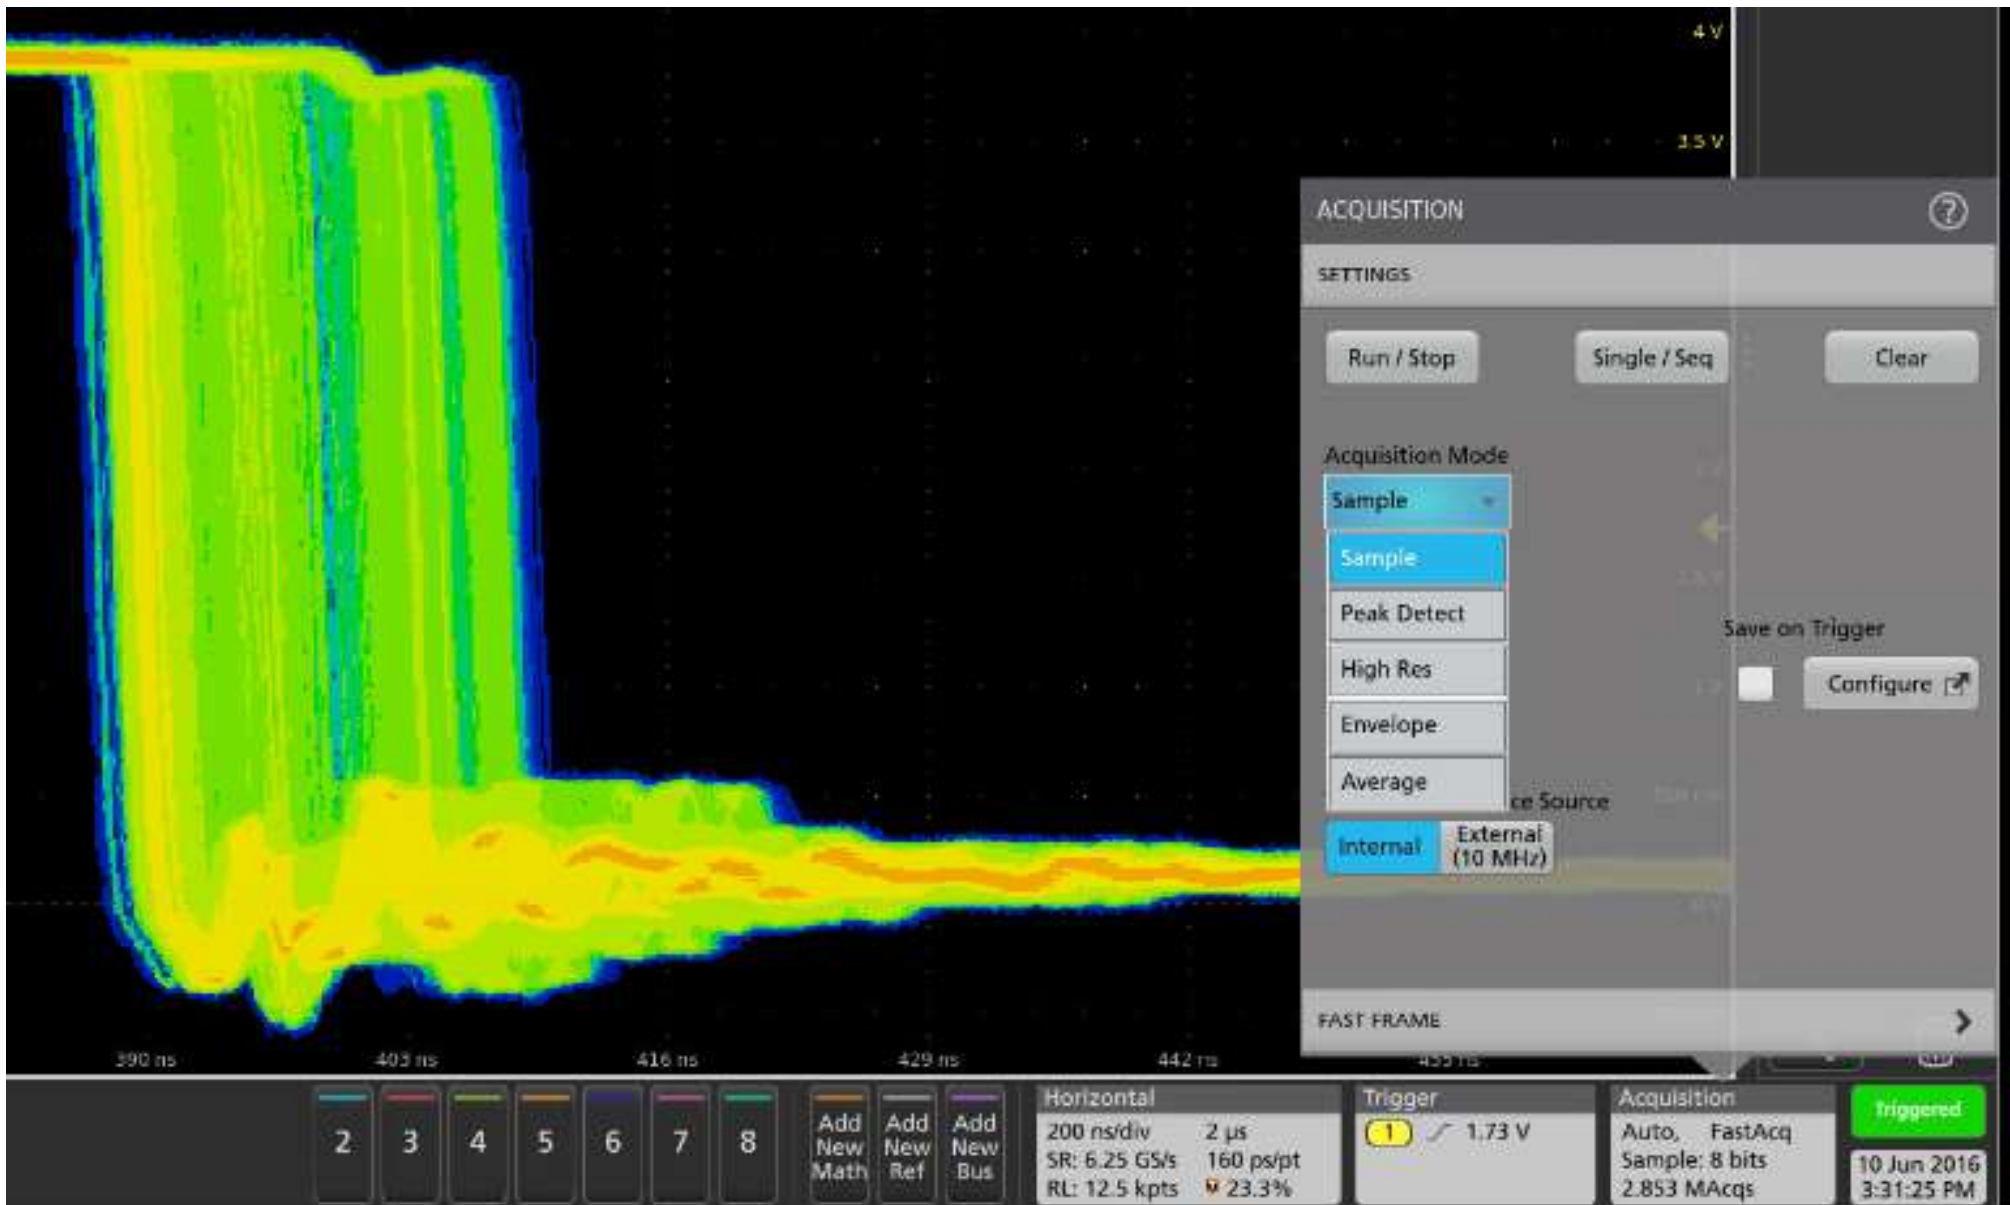 4 V
3.5 V
ACQUISITION
?
SETTINGS
Run / Stop
Single / Seq
Clear
Acquisition Mode
Sample
Sample
Peak Detect
High Res
Envelope
Average
Save on Trigger
Configure
ce Source
Internal
External
(10 MHz)
FAST FRAME
390 ns
403 ns
416 ns
429 ns
442 ns
455 ns
2
3
4
5
6
7
8
Add
New
Math
Add
New
Ref
Add
New
Bus
Horizontal
200 ns/div 2 µs
SR: 6.25 GS/s 160 ps/pt
RL: 12.5 kpts 23.3%
Trigger
1 1.73 V
Acquisition
Auto, FastAcq
Sample: 8 bits
2.853 MAcqs
Triggered
10 Jun 2016
3:31:25 PM